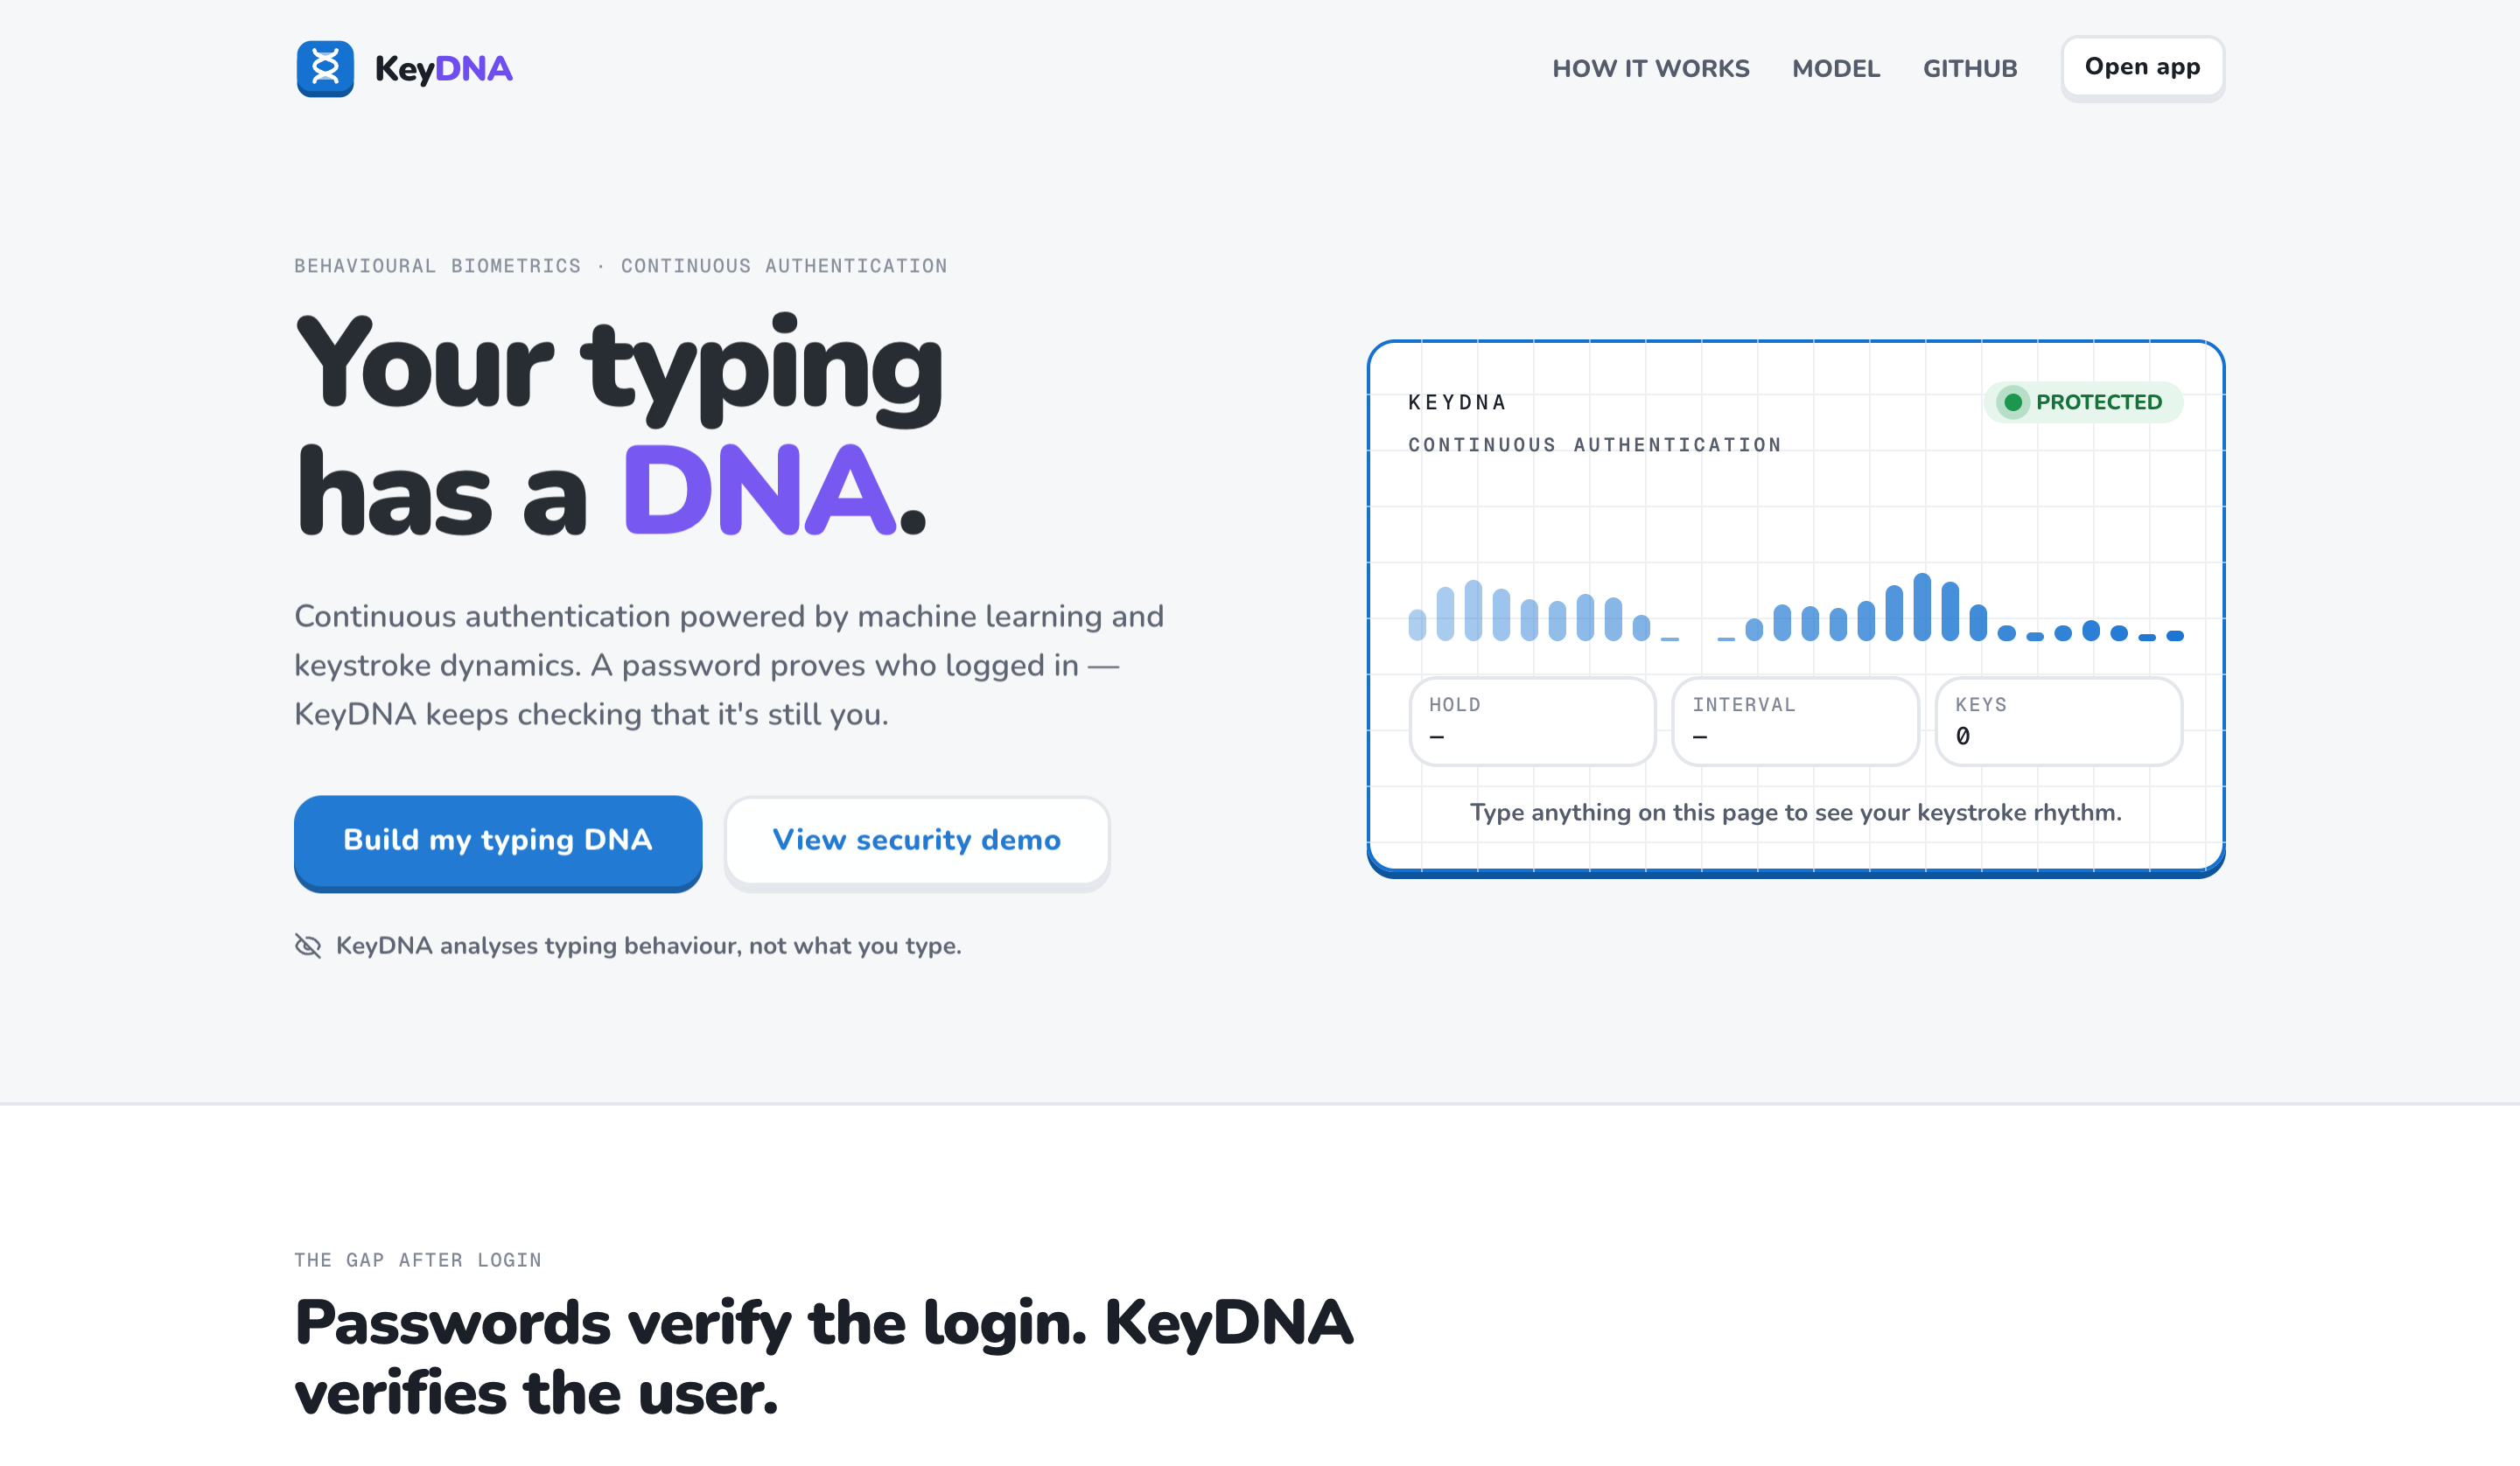 KeyDNA
HOW IT WORKS
MODEL
GITHUB
Open app
BEHAVIOURAL BIOMETRICS · CONTINUOUS AUTHENTICATION
Your typing
has a DNA.
Continuous authentication powered by machine learning and
keystroke dynamics. A password proves who logged in —
KeyDNA keeps checking that it's still you.
Build my typing DNA
View security demo
KeyDNA analyses typing behaviour, not what you type.
KEYDNA
PROTECTED
CONTINUOUS AUTHENTICATION
HOLD
–
INTERVAL
–
KEYS
0
Type anything on this page to see your keystroke rhythm.
THE GAP AFTER LOGIN
Passwords verify the login. KeyDNA
verifies the user.